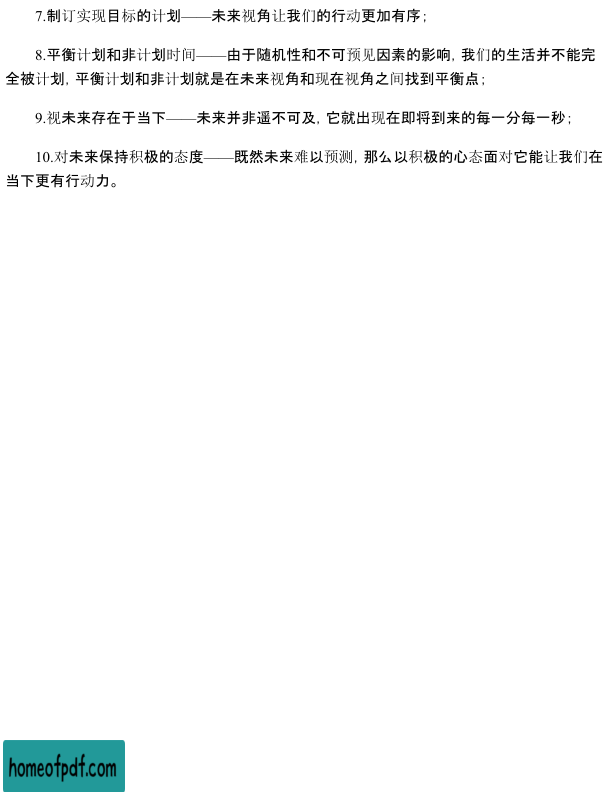 7.制订实现目标的计划——未来视角让我们的行动更加有序；
8.平衡计划和非计划时间——由于随机性和不可预见因素的影响，我们的生活并不能完
全被计划，平衡计划和非计划就是在未来视角和现在视角之间找到平衡点；
9.视未来存在于当下——未来并非遥不可及，它就出现在即将到来的每一分每一秒；
10.对未来保持积极的态度——既然未来难以预测，那么以积极的心态面对它能让我们在
当下更有行动力。
homeofpdf.com